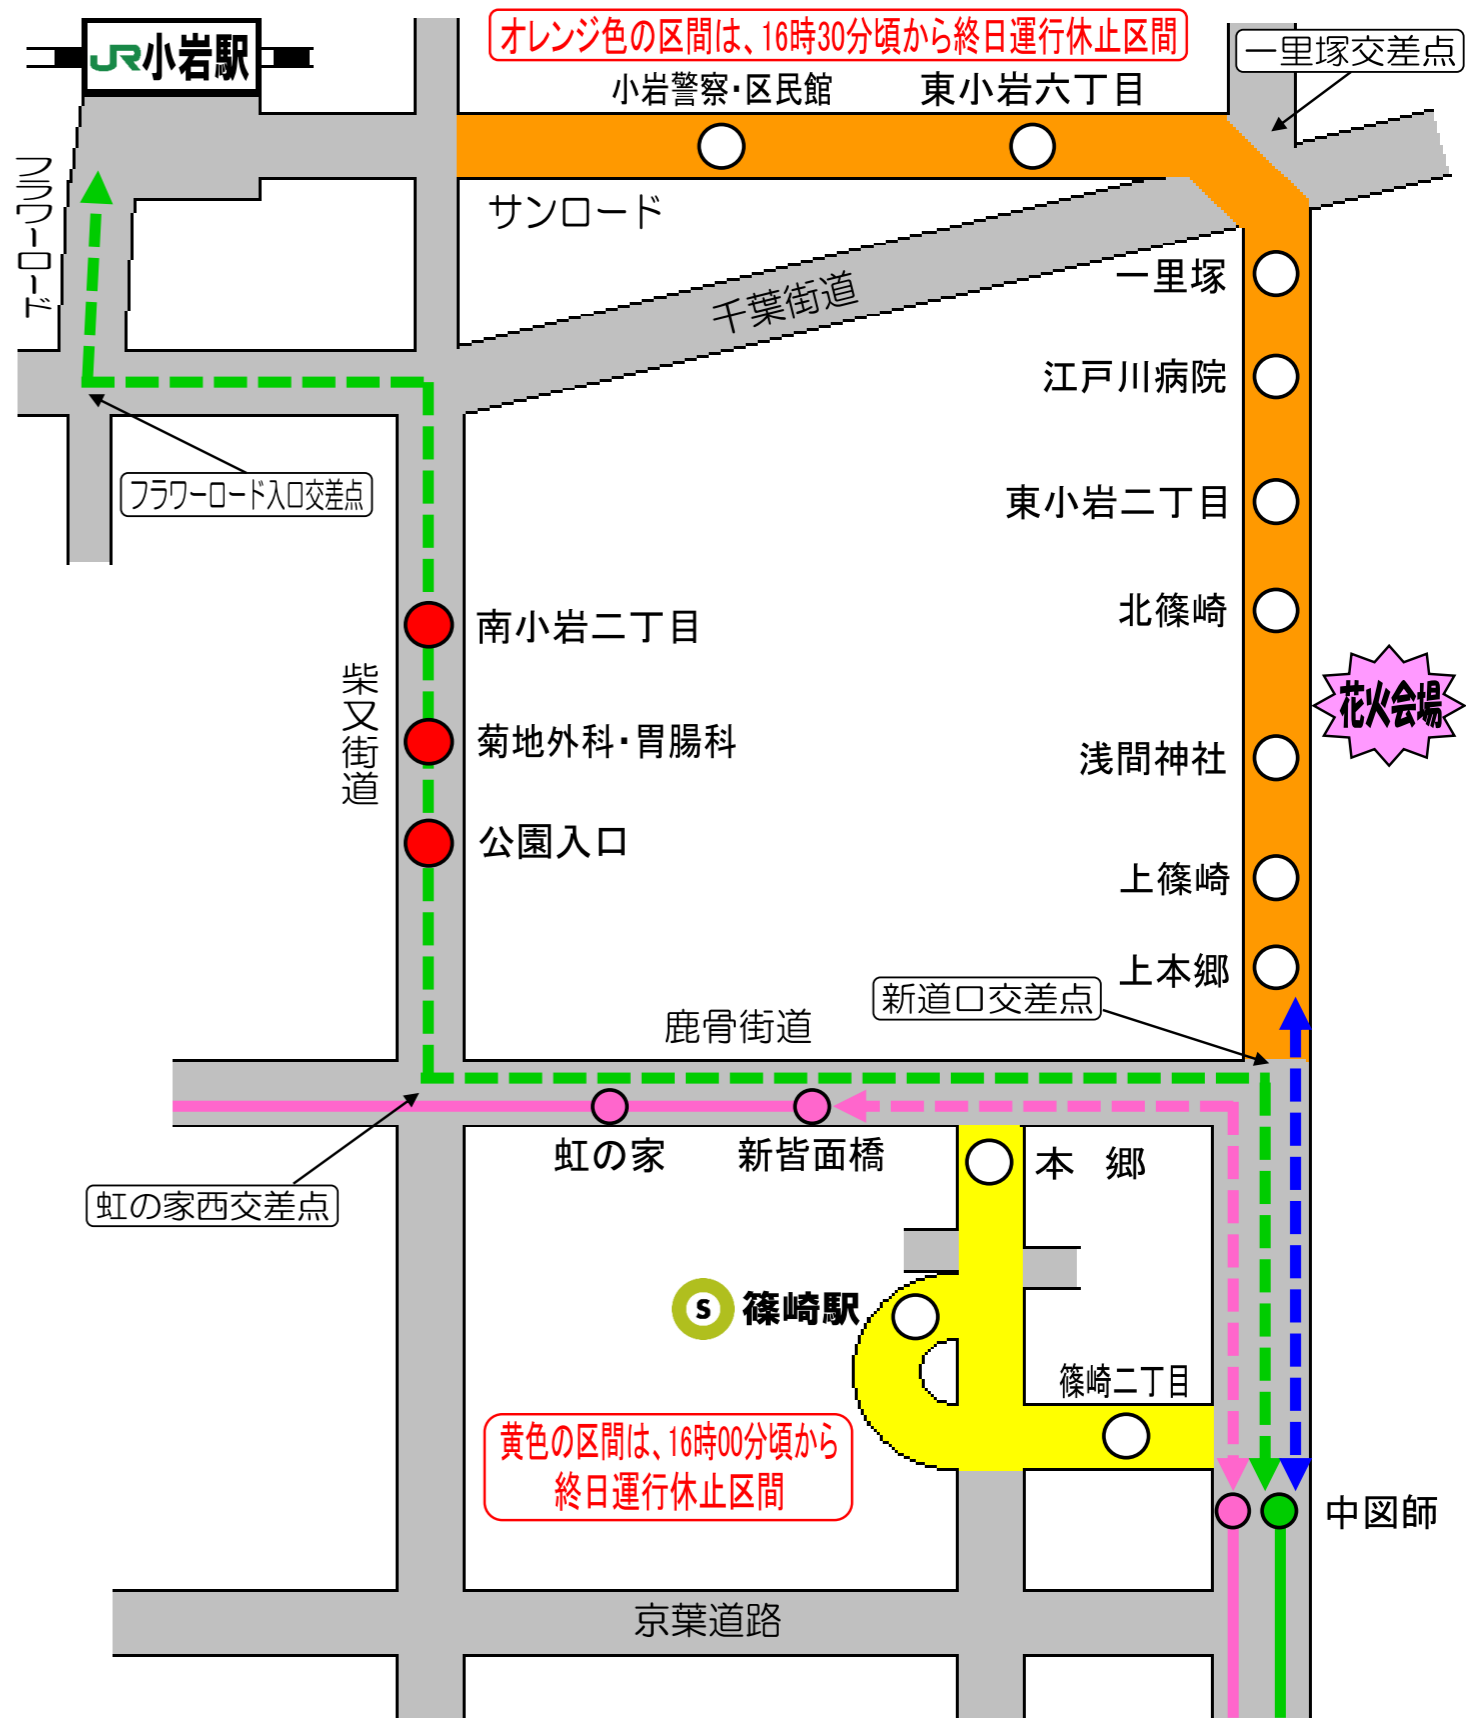 オレンジ色の区間は、16時30分頃から終日運行休止区間
JR小岩駅
一里塚交差点
小岩警察・区民館
東小岩六丁目
フラワーロード
サンロード
一里塚
千葉街道
江戸川病院
フラワーロード入口交差点
東小岩二丁目
北篠崎
南小岩二丁目
柴又街道
花火会場
菊地外科・胃腸科
浅間神社
公園入口
上篠崎
上本郷
新道口交差点
鹿骨街道
虹の家
新皆面橋
本　郷
虹の家西交差点
S 篠崎駅
篠崎二丁目
黄色の区間は、16時00分頃から
終日運行休止区間
中図師
京葉道路